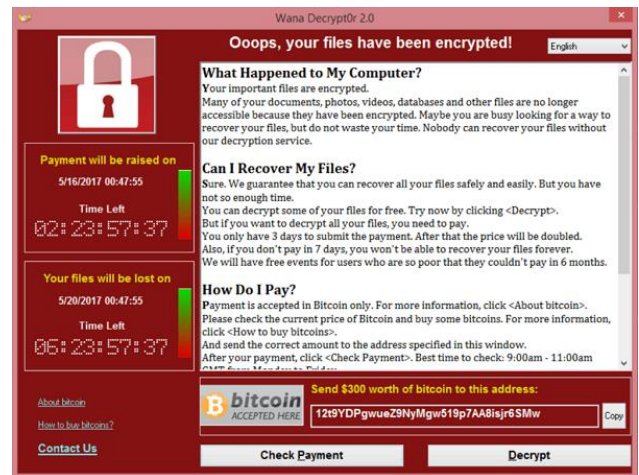 Wana Decrypt0r 2.0
Ooops, your files have been encrypted!
English
What Happened to My Computer?
Your important files are encrypted.
Many of your documents, photos, videos, databases and other files are no longer
accessible because they have been encrypted. Maybe you are busy looking for a way to
recover your files, but do not waste your time. Nobody can recover your files without
our decryption service.
Can I Recover My Files?
Sure. We guarantee that you can recover all your files safely and easily. But you have
not so enough time.
You can decrypt some of your files for free. Try now by clicking <Decrypt>.
But if you want to decrypt all your files, you need to pay.
You only have 3 days to submit the payment. After that the price will be doubled.
Also, if you don't pay in 7 days, you won't be able to recover your files forever.
We will have free events for users who are so poor that they couldn't pay in 6 months.
How Do I Pay?
Payment is accepted in Bitcoin only. For more information, click <About bitcoin>.
Please check the current price of Bitcoin and buy some bitcoins. For more information,
click <How to buy bitcoins>.
And send the correct amount to the address specified in this window.
After your payment, click <Check Payment>. Best time to check: 9:00am - 11:00am
GMT from Monday to Friday
Payment will be raised on
5/16/2017 00:47:55
Time Left
02:23:57:37
Your files will be lost on
5/20/2017 00:47:55
Time Left
06:23:57:37
About bitcoin
How to buy bitcoins?
Contact Us
bitcoin
ACCEPTED HERE
Send $300 worth of bitcoin to this address:
12t9YDPgwueZ9NyMgw519p7AA8isjr6SMw
Copy
Check Payment
Decrypt